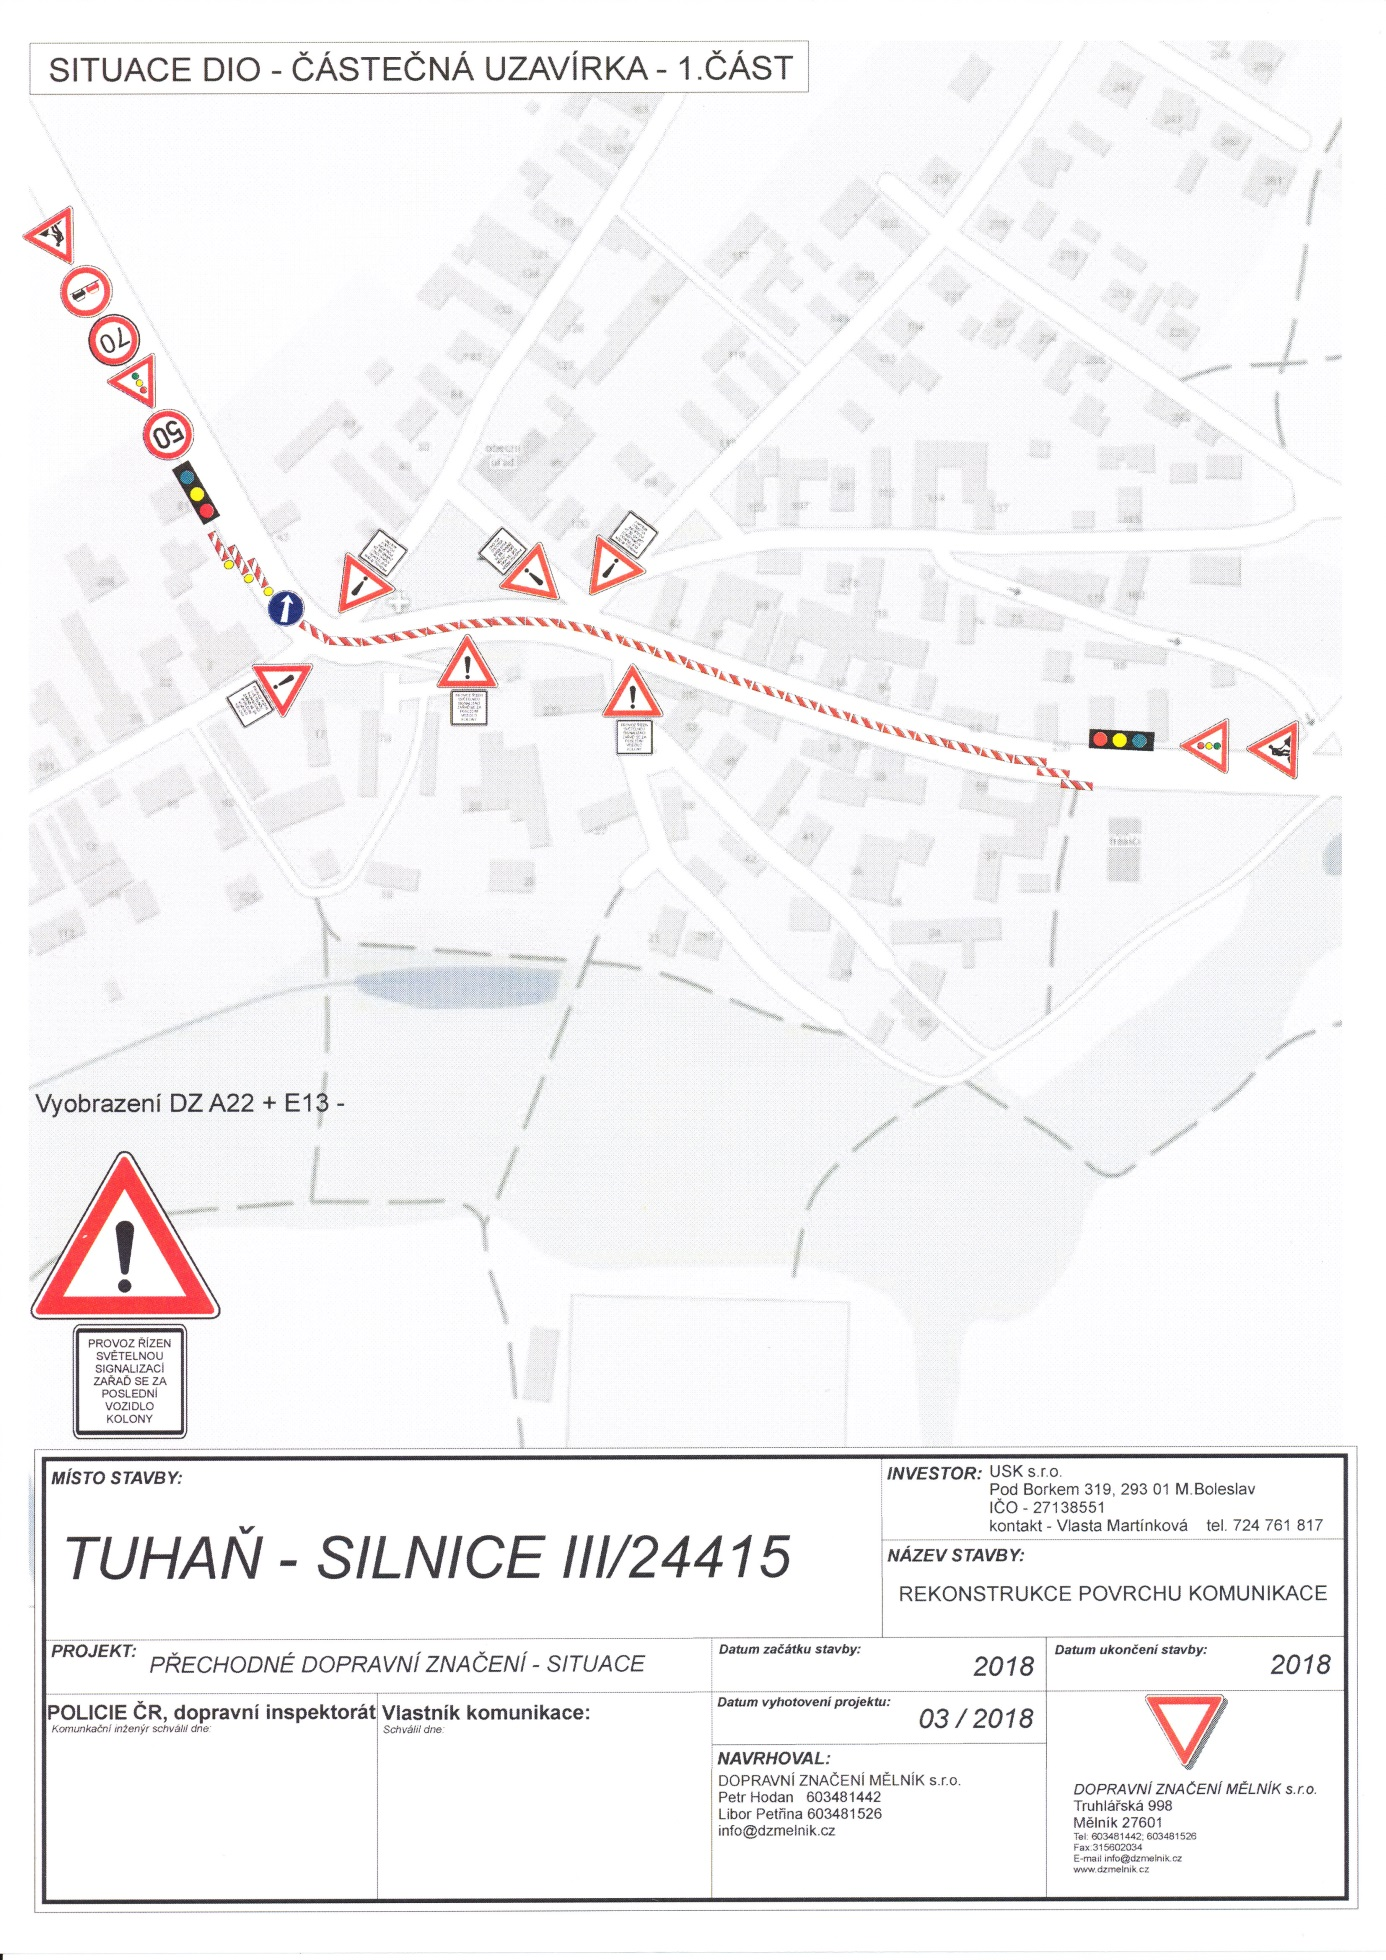 SITUACE DIO - ČÁSTEČNÁ UZAVÍRKA - 1.ČÁST
70
50
obecní
úřad
Vyobrazení DZ A22 + E13 -
PROVOZ ŘÍZEN
SVĚTELNOU
SIGNALIZACÍ
ZAŘAĎ SE ZA
POSLEDNÍ
VOZIDLO
KOLONY
MÍSTO STAVBY:
TUHAŇ - SILNICE III/24415
INVESTOR: USK s.r.o.
Pod Borkem 319, 293 01 M.Boleslav
IČO - 27138551
kontakt - Vlasta Martínková tel. 724 761 817
NÁZEV STAVBY:
REKONSTRUKCE POVRCHU KOMUNIKACE
PROJEKT: PŘECHODNÉ DOPRAVNÍ ZNAČENÍ - SITUACE
Datum začátku stavby:
2018
Datum ukončení stavby:
2018
POLICIE ČR, dopravní inspektorát
Komunkační inženýr schválil dne:
Vlastník komunikace:
Schválil dne:
Datum vyhotovení projektu:
03 / 2018
NAVRHOVAL:
DOPRAVNÍ ZNAČENÍ MĚLNÍK s.r.o.
Petr Hodan 603481442
Libor Petřina 603481526
info@dzmelnik.cz
DOPRAVNÍ ZNAČENÍ MĚLNÍK s.r.o.
Truhlářská 998
Mělník 27601
Tel: 603481442; 603481526
Fax:315602034
E-mail info@dzmelnik.cz
www.dzmelnik.cz